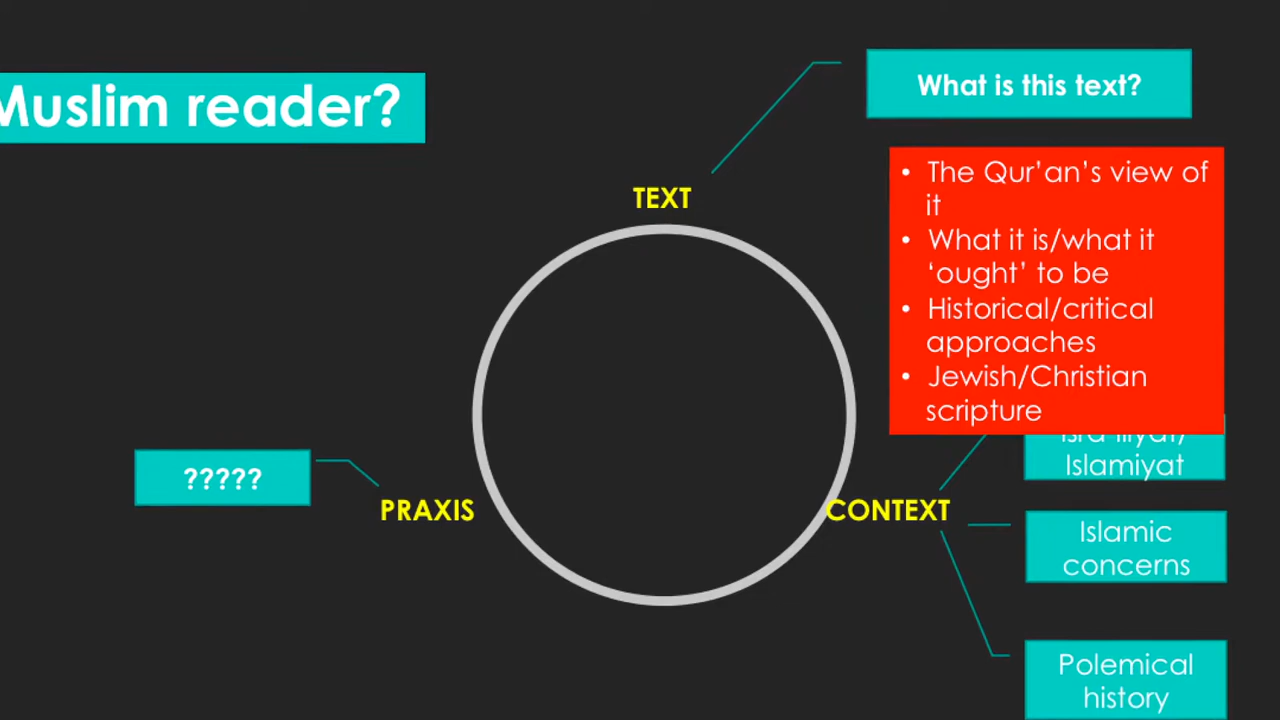 Muslim reader?
What is this text?
TEXT
• The Qur’an’s view of
it
• What it is/what it
‘ought’ to be
• Historical/critical
approaches
• Jewish/Christian
scripture
Islamiyat
?????
PRAXIS
CONTEXT
Islamic
concerns
Polemical
history